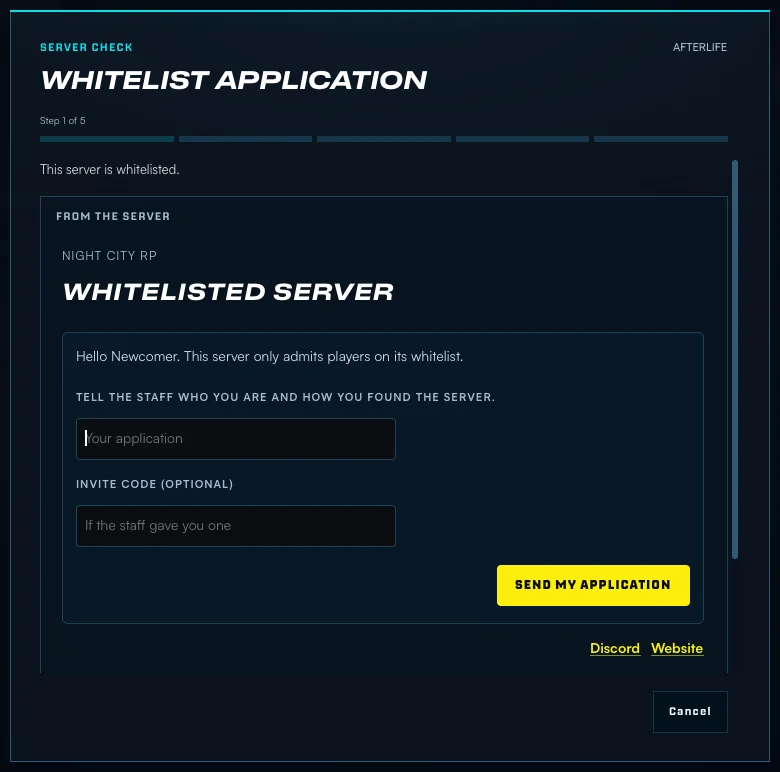 SERVER CHECK
AFTERLIFE
WHITELIST APPLICATION
Step 1 of 5
This server is whitelisted.
FROM THE SERVER
NIGHT CITY RP
WHITELISTED SERVER
Hello Newcomer. This server only admits players on its whitelist.
TELL THE STAFF WHO YOU ARE AND HOW YOU FOUND THE SERVER.
Your application
INVITE CODE (OPTIONAL)
If the staff gave you one
SEND MY APPLICATION
Discord Website
Cancel